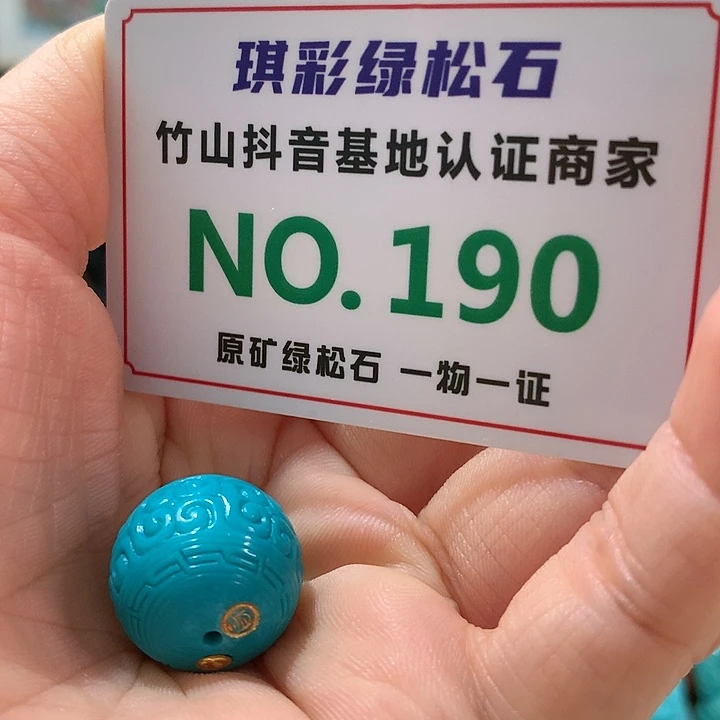 琪彩绿松石
竹山抖音基地认证商家
NO.190
原矿绿松石 一物一证